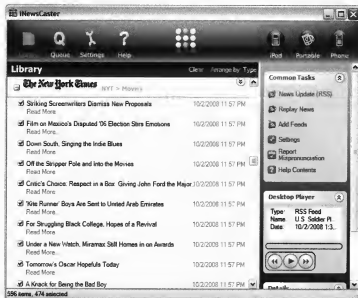 iNewsCaster
Queue Settings Help iPod Portable Phone
Library Clear Arrange by Type
The New York Times NYT > Movies
Striking Screenwriters Dismiss New Proposals 10/2/2008 11:57 PM
Read More...
Film on Mexico's Disputed '06 Election Stirs Emotions 10/2/2008 11:57 PM
Read More...
Down South, Singing the Indie Blues 10/2/2008 11:57 PM
Read More...
Off the Stripper Pole and into the Movies 10/2/2008 11:57 PM
Read More...
Critic's Choice: Respect in a Box: Giving John Ford the Major 10/2/2008 11:57 PM
Read More...
'Kite Runner' Boys Are Sent to United Arab Emirates 10/2/2008 11:57 PM
Read More...
For Struggling Black College, Hopes of a Revival 10/2/2008 11:57 PM
Read More...
Under a New Watch, Miramax Still Homes in on Awards 10/2/2008 11:57 PM
Read More...
Tomorrow's Oscar Hopefuls Today 10/2/2008 11:57 PM
Read More...
A Knack for Being the Bad Boy 10/2/2008 11:57 PM
596 items, 474 selected
Common Tasks
News Update (RSS)
Replay News
Add Feeds
Settings
Report
Mispronunciation
Help Contents
Desktop Player
Type: RSS Feed
Name: U.S. Soldier Pl...
Date: 10/2/2008 1:3...
Details